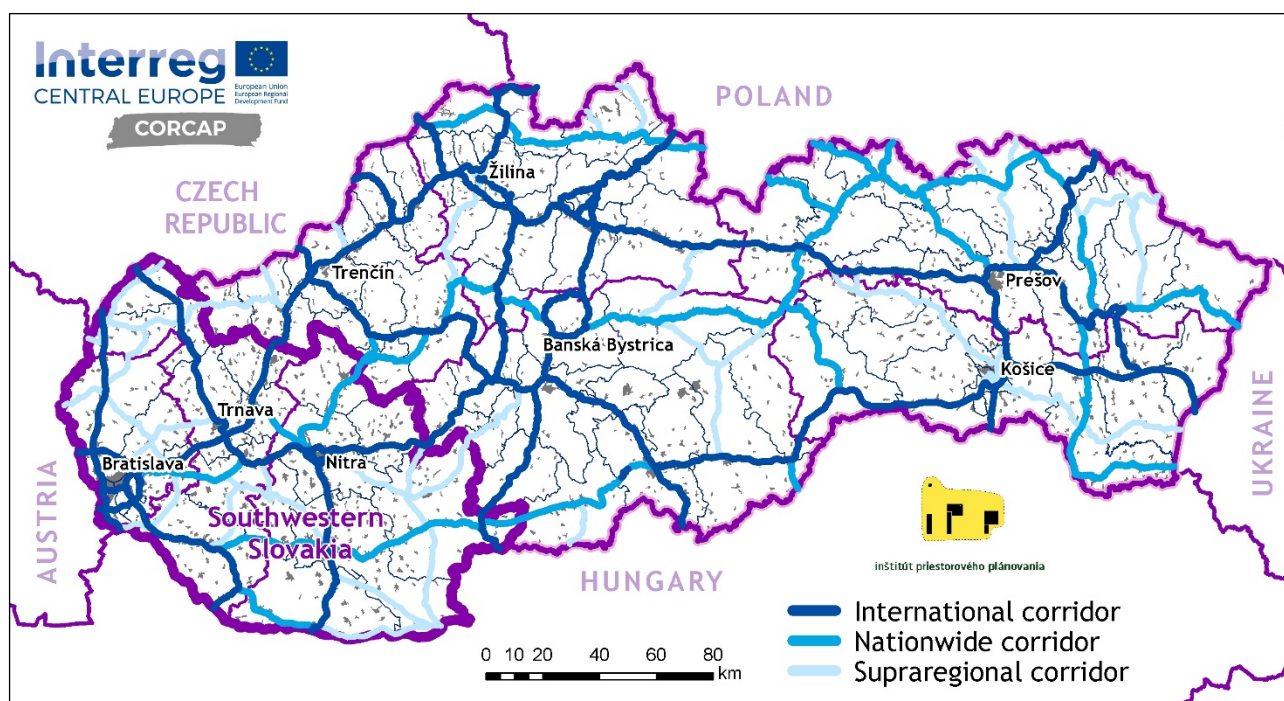 Interreg
CENTRAL EUROPE
European Union
European Regional
Development Fund
CORCAP
POLAND
CZECH
REPUBLIC
Žilina
Trenčín
Prešov
Banská Bystrica
Košice
Trnava
Nitra
Bratislava
Southwestern
Slovakia
AUSTRIA
HUNGARY
UKRAINE
inštitút priestorového plánovania
International corridor
Nationwide corridor
Supraregional corridor
0 10 20 40 60 80
km